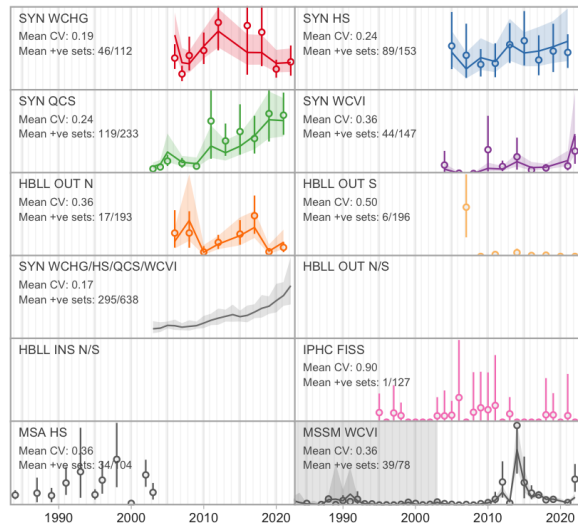 SYN WCHG
Mean CV: 0.19
Mean +ve sets: 46/112
SYN HS
Mean CV: 0.24
Mean +ve sets: 89/153
SYN QCS
Mean CV: 0.24
Mean +ve sets: 119/233
SYN WCVI
Mean CV: 0.36
Mean +ve sets: 44/147
HBLL OUT N
Mean CV: 0.36
Mean +ve sets: 17/193
HBLL OUT S
Mean CV: 0.50
Mean +ve sets: 6/196
SYN WCHG/HS/QCS/WCVI
Mean CV: 0.17
Mean +ve sets: 295/638
HBLL OUT N/S
HBLL INS N/S
IPHC FISS
Mean CV: 0.90
Mean +ve sets: 1/127
MSA HS
Mean CV: 0.36
Mean +ve sets: 34/104
MSSM WCVI
Mean CV: 0.36
Mean +ve sets: 39/78
1990 2000 2010 2020 1990 2000 2010 2020